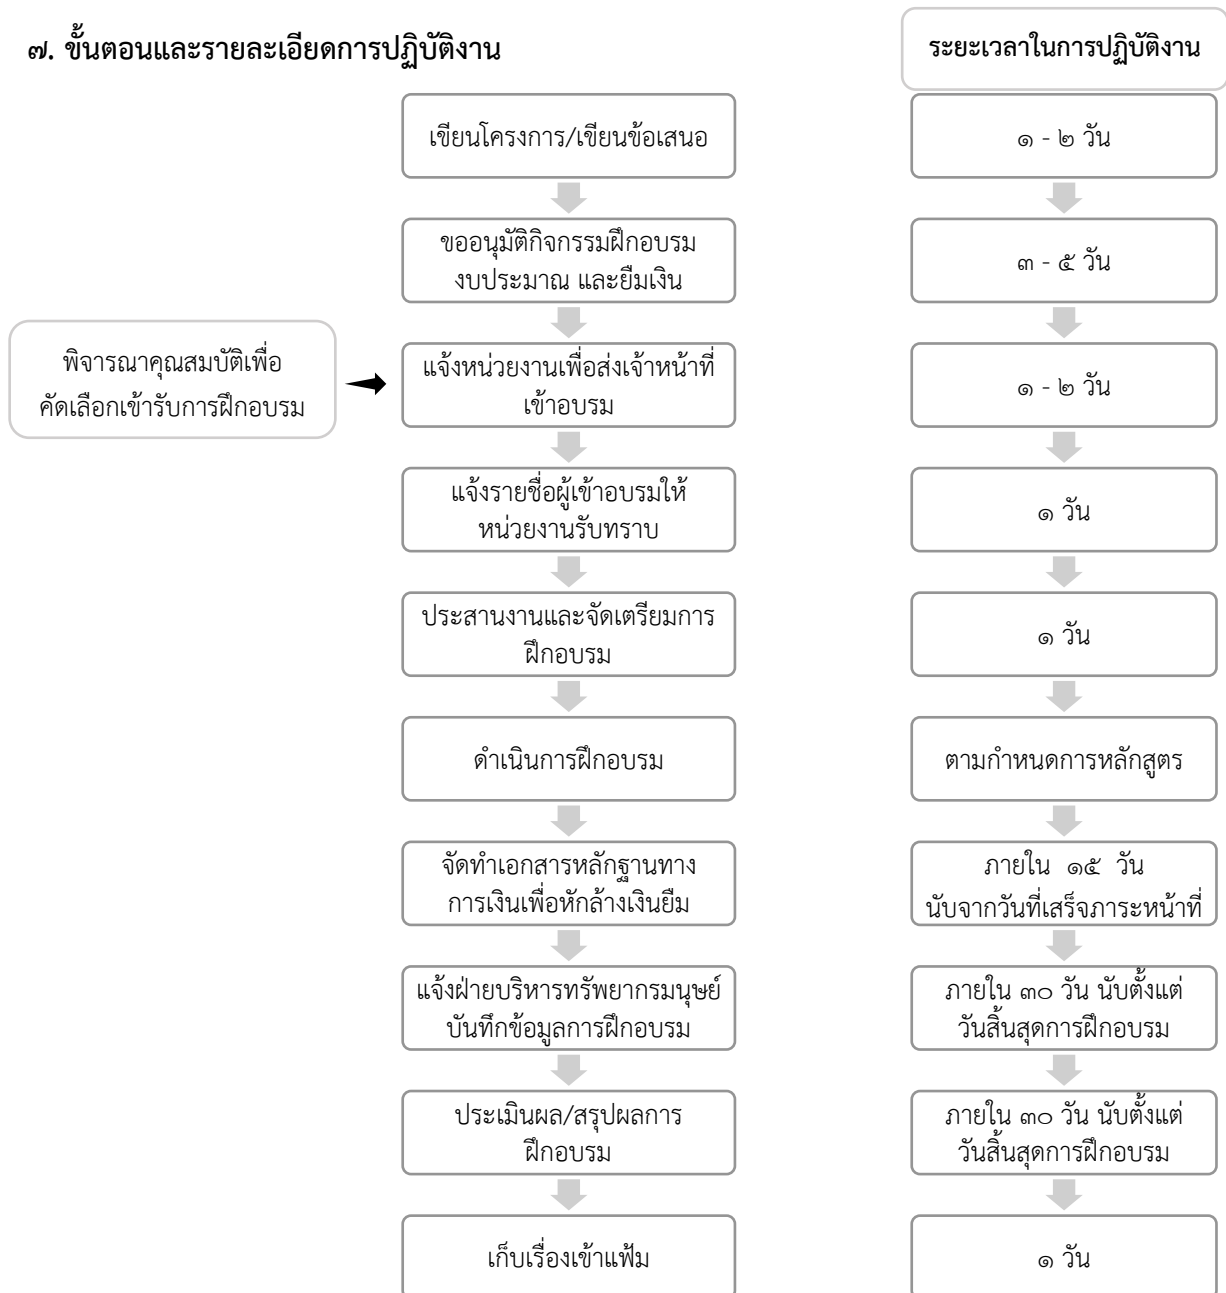 ๗. ขั้นตอนและรายละเอียดการปฏิบัติงาน
ระยะเวลาในการปฏิบัติงาน
เขียนโครงการ/เขียนข้อเสนอ
๑ - ๒ วัน
ขออนุมัติกิจกรรมฝึกอบรม
งบประมาณ และยืมเงิน
๓ - ๕ วัน
พิจารณาคุณสมบัติเพื่อ
คัดเลือกเข้ารับการฝึกอบรม
แจ้งหน่วยงานเพื่อส่งเจ้าหน้าที่
เข้าอบรม
๑ - ๒ วัน
แจ้งรายชื่อผู้เข้าอบรมให้
หน่วยงานรับทราบ
๑ วัน
ประสานงานและจัดเตรียมการ
ฝึกอบรม
๑ วัน
ดำเนินการฝึกอบรม
ตามกำหนดการหลักสูตร
จัดทำเอกสารหลักฐานทาง
การเงินเพื่อหักล้างเงินยืม
ภายใน ๑๕ วัน
นับจากวันที่เสร็จภาระหน้าที่
แจ้งฝ่ายบริหารทรัพยากรมนุษย์
บันทึกข้อมูลการฝึกอบรม
ภายใน ๓๐ วัน นับตั้งแต่
วันสิ้นสุดการฝึกอบรม
ประเมินผล/สรุปผลการ
ฝึกอบรม
ภายใน ๓๐ วัน นับตั้งแต่
วันสิ้นสุดการฝึกอบรม
เก็บเรื่องเข้าแฟ้ม
๑ วัน